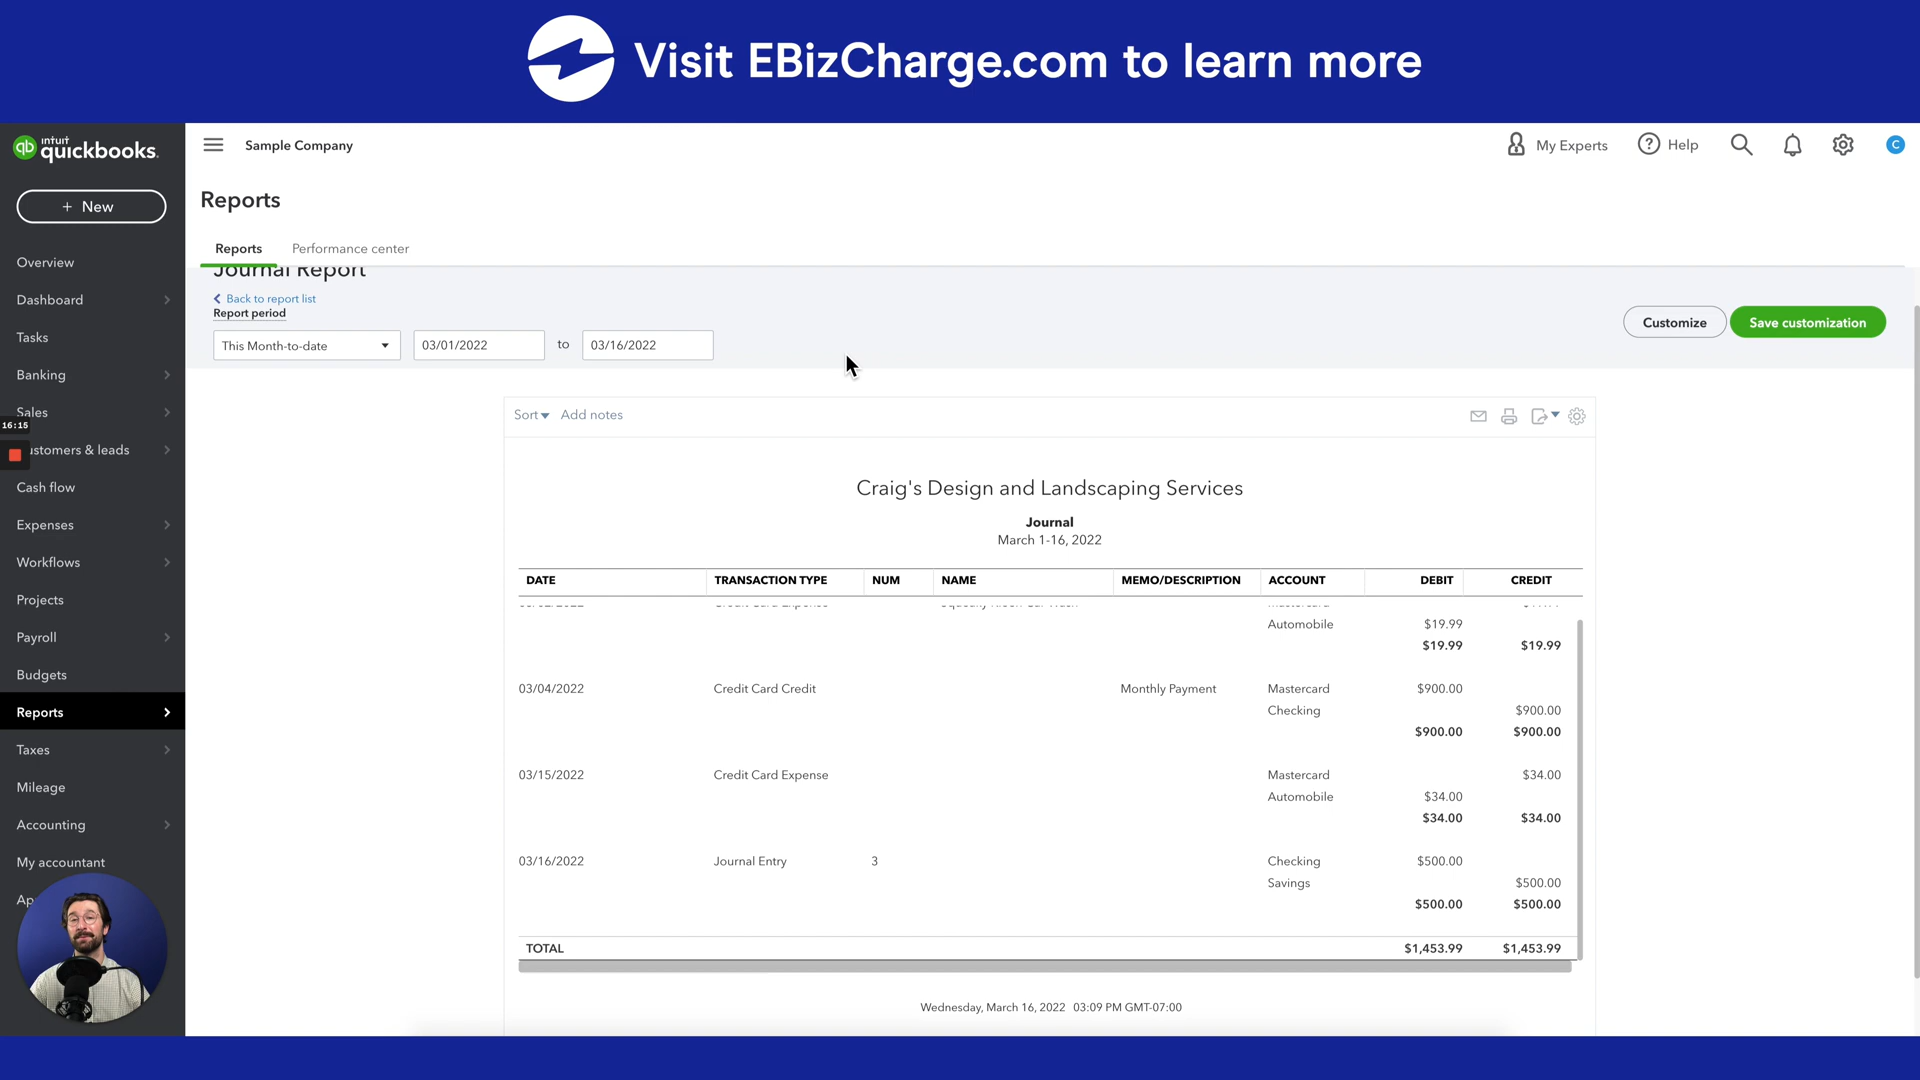 Visit EBizCharge.com to learn more
intuit
quickbooks.
Sample Company
My Experts
Help
C
+ New
Reports
Reports
Performance center
Journal Report
Back to report list
Report period
This Month-to-date
03/01/2022
to
03/16/2022
Customize
Save customization
Overview
Dashboard
Tasks
Banking
Sales
16:15
ustomers & leads
Cash flow
Expenses
Workflows
Projects
Payroll
Budgets
Reports
Taxes
Mileage
Accounting
My accountant
Ap
Sort
Add notes
Craig's Design and Landscaping Services
Journal
March 1-16, 2022
DATE TRANSACTION TYPE NUM NAME MEMO/DESCRIPTION ACCOUNT DEBIT CREDIT
Automobile $19.99
$19.99 $19.99
03/04/2022 Credit Card Credit Monthly Payment Mastercard $900.00
Checking $900.00
$900.00 $900.00
03/15/2022 Credit Card Expense Mastercard $34.00
Automobile $34.00
$34.00 $34.00
03/16/2022 Journal Entry 3 Checking $500.00
Savings $500.00
$500.00 $500.00
TOTAL $1,453.99 $1,453.99
Wednesday, March 16, 2022 03:09 PM GMT-07:00